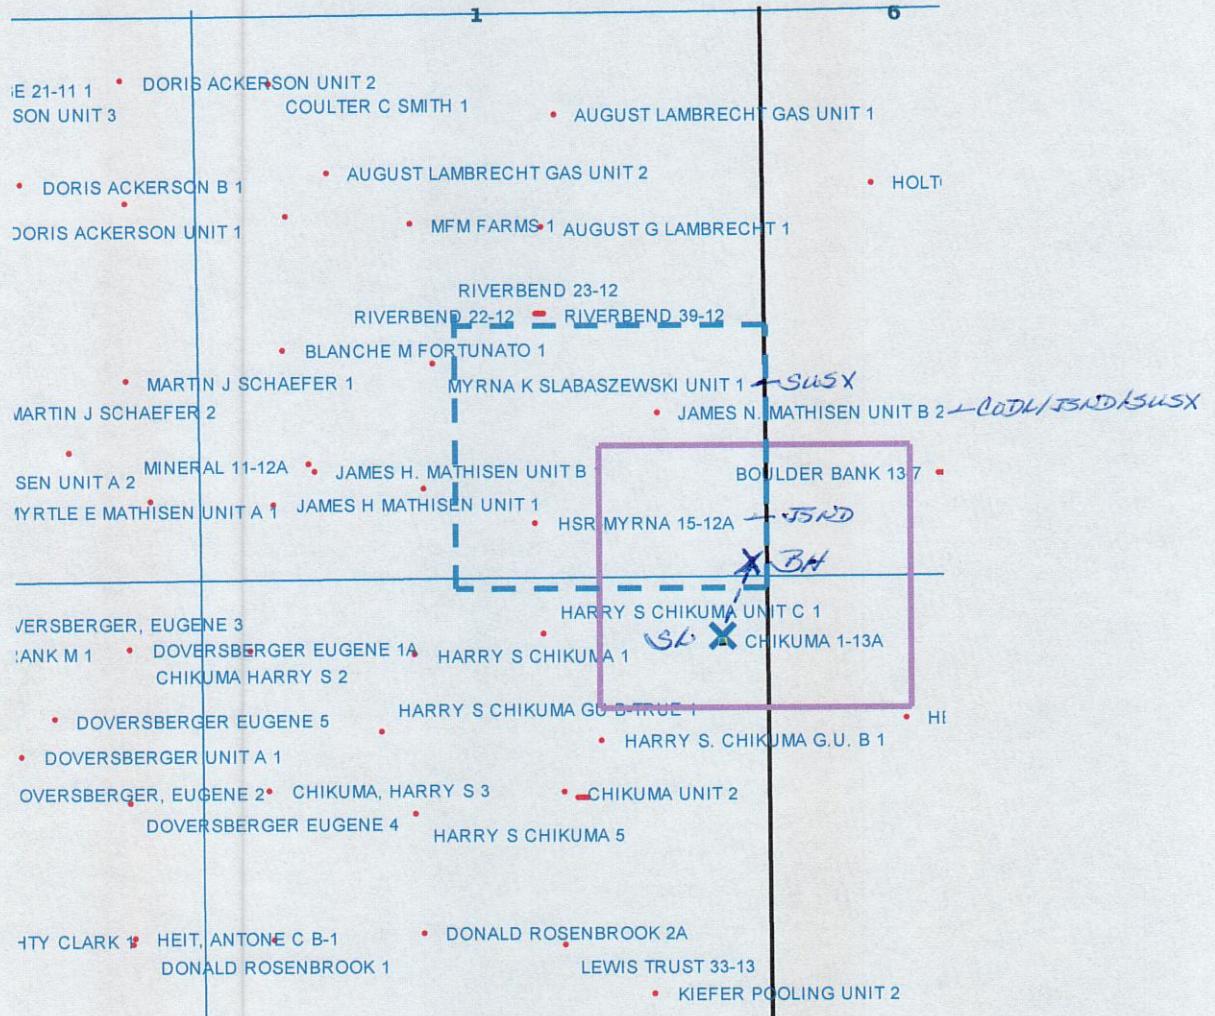 1
6
E 21-11 1
DORIS ACKERSON UNIT 2
SON UNIT 3
COULTER C SMITH 1
AUGUST LAMBRECHT GAS UNIT 1
DORIS ACKERSON B 1
AUGUST LAMBRECHT GAS UNIT 2
HOLT
DORIS ACKERSON UNIT 1
MFM FARMS 1
AUGUST G LAMBRECHT 1
RIVERBEND 23-12
RIVERBEND 22-12
RIVERBEND 39-12
BLANCHE M FORTUNATO 1
MARTIN J SCHAEFER 1
MYRNA K SLABASZEWSKI UNIT 1 - SUSX
MARTIN J SCHAEFER 2
JAMES N. MATHISEN UNIT B 2 - CODL/JSND/SUSX
SEN UNIT A 2
MINERAL 11-12A
JAMES H. MATHISEN UNIT B 1
BOULDER BANK 13-7
MYRTLE E MATHISEN UNIT A 1
JAMES H MATHISEN UNIT 1
HSR-MYRNA 15-12A - JSND
X BH
VERSBERGER, EUGENE 3
HARRY S CHIKUMA UNIT C 1
ANK M 1
DOVERSBERGER EUGENE 1A
HARRY S CHIKUMA 1
SL X CHIKUMA 1-13A
CHIKUMA HARRY S 2
DOVERSBERGER EUGENE 5
HARRY S CHIKUMA GU B-TRUE 1
HE
DOVERSBERGER UNIT A 1
HARRY S. CHIKUMA G.U. B 1
OVERSBERGER, EUGENE 2
CHIKUMA, HARRY S 3
CHIKUMA UNIT 2
DOVERSBERGER EUGENE 4
HARRY S CHIKUMA 5
HTY CLARK 1
HEIT, ANTONE C B-1
DONALD ROSENBROOK 2A
DONALD ROSENBROOK 1
LEWIS TRUST 33-13
KIEFER POOLING UNIT 2